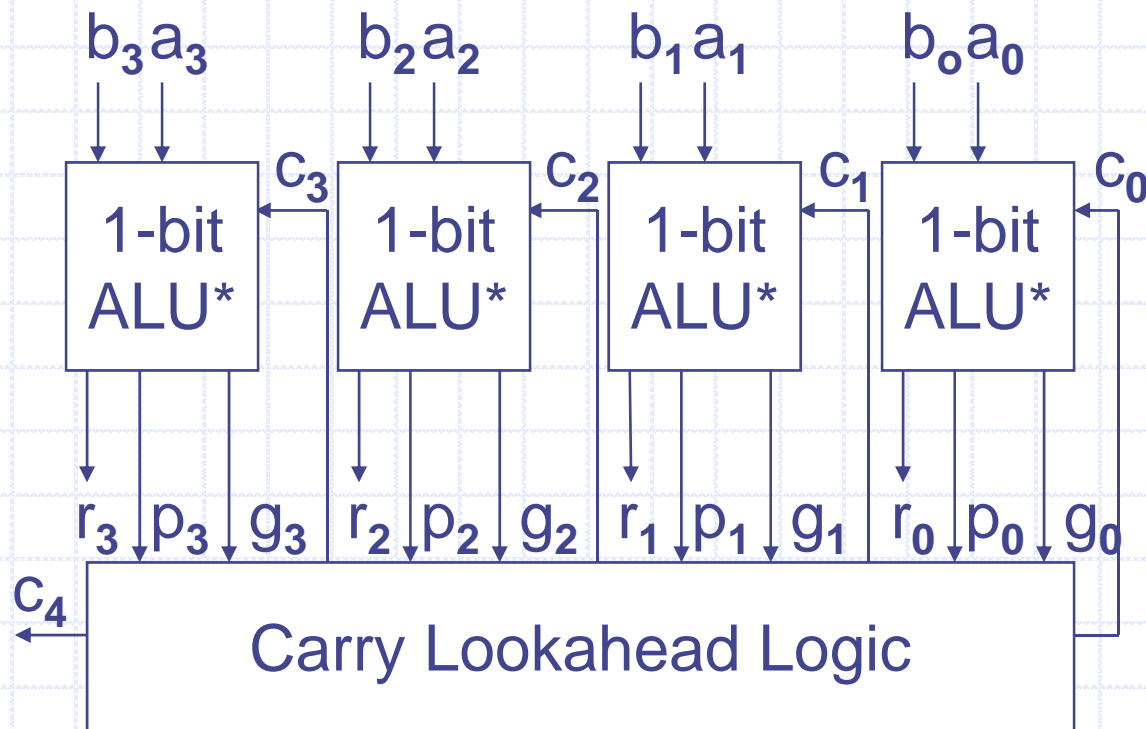 b₃ a₃ b₂ a₂ b₁ a₁ bₒ a₀
c₃ c₂ c₁ c₀
1-bit 1-bit 1-bit 1-bit
ALU* ALU* ALU* ALU*
r₃ p₃ g₃ r₂ p₂ g₂ r₁ p₁ g₁ r₀ p₀ g₀
c₄
Carry Lookahead Logic